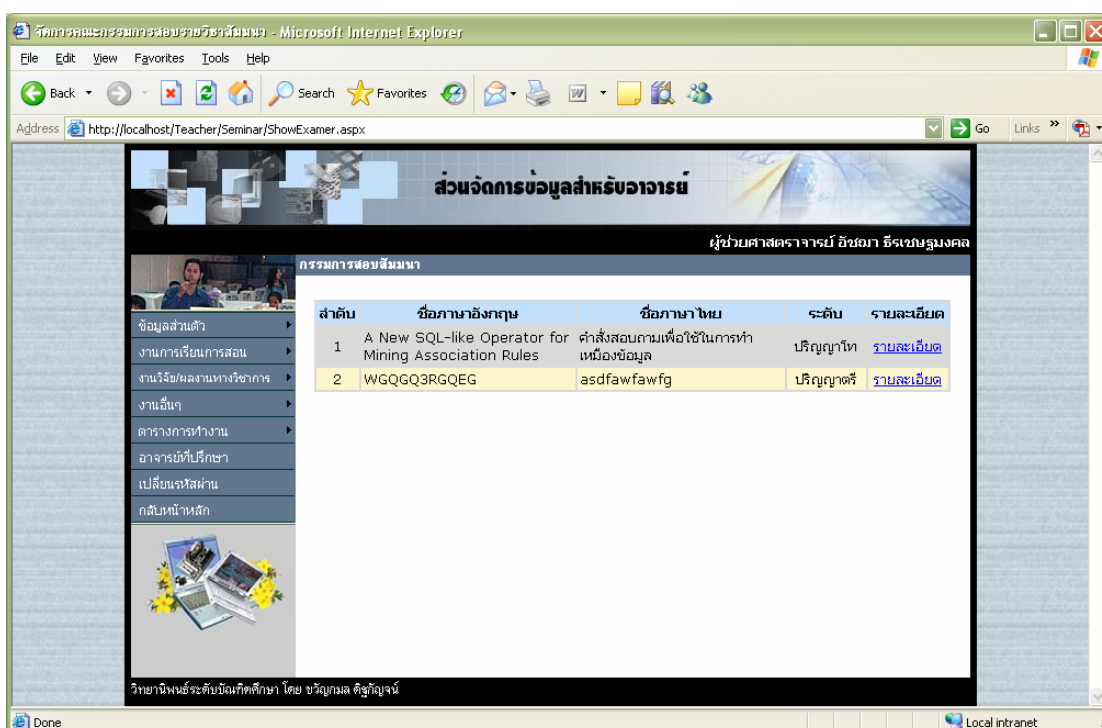 จัดการคณะกรรมการสอบรายวิชาสัมมนา - Microsoft Internet Explorer
File Edit View Favorites Tools Help
Back Search Favorites
Address http://localhost/Teacher/Seminar/ShowExamer.aspx Go Links »
ส่วนจัดการข้อมูลสำหรับอาจารย์
ผู้ช่วยศาสตราจารย์ อัชฌา ธีรเชษฐมงคล
กรรมการสอบสัมมนา
ลำดับ ชื่อภาษาอังกฤษ ชื่อภาษาไทย ระดับ รายละเอียด
1 A New SQL-like Operator for Mining Association Rules คำสั่งสอบถามเพื่อใช้ในการทำเหมืองข้อมูล ปริญญาโท รายละเอียด
2 WGQGQ3RGQEG asdfawfawfg ปริญญาตรี รายละเอียด
ข้อมูลส่วนตัว
งานการเรียนการสอน
งานวิจัย/ผลงานทางวิชาการ
งานอื่นๆ
ตารางการทำงาน
อาจารย์ที่ปรึกษา
เปลี่ยนรหัสผ่าน
กลับหน้าหลัก
วิทยานิพนธ์ระดับบัณฑิตศึกษา โดย ขวัญกมล ดิฐกัญจน์
Done Local intranet